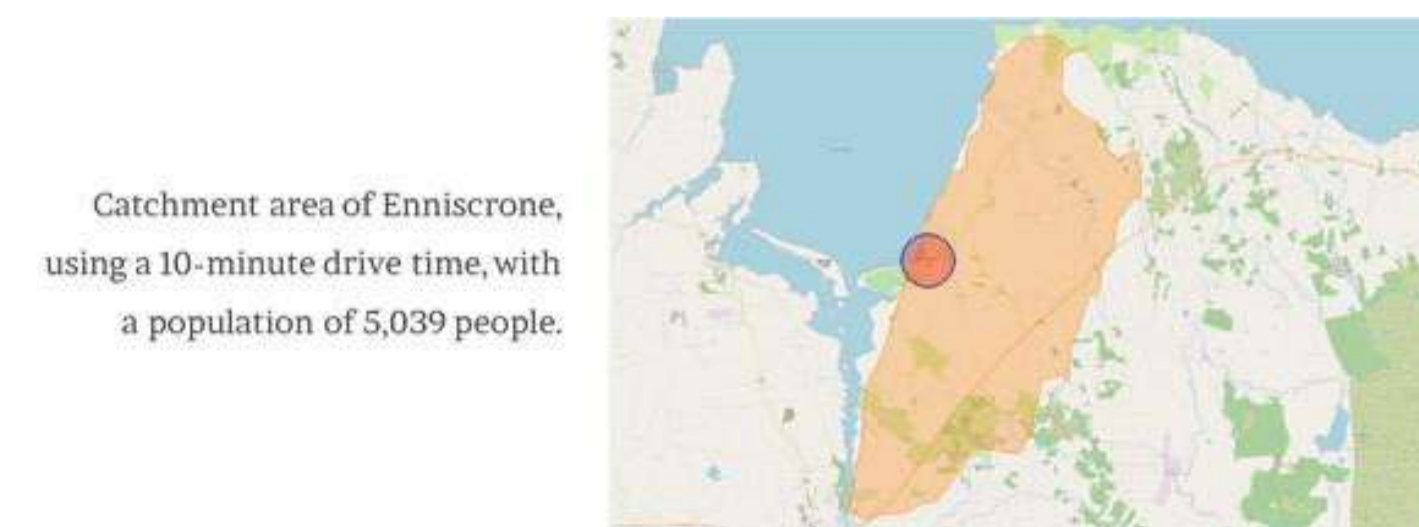 Catchment area of Enniscrone,
using a 10-minute drive time, with
a population of 5,039 people.